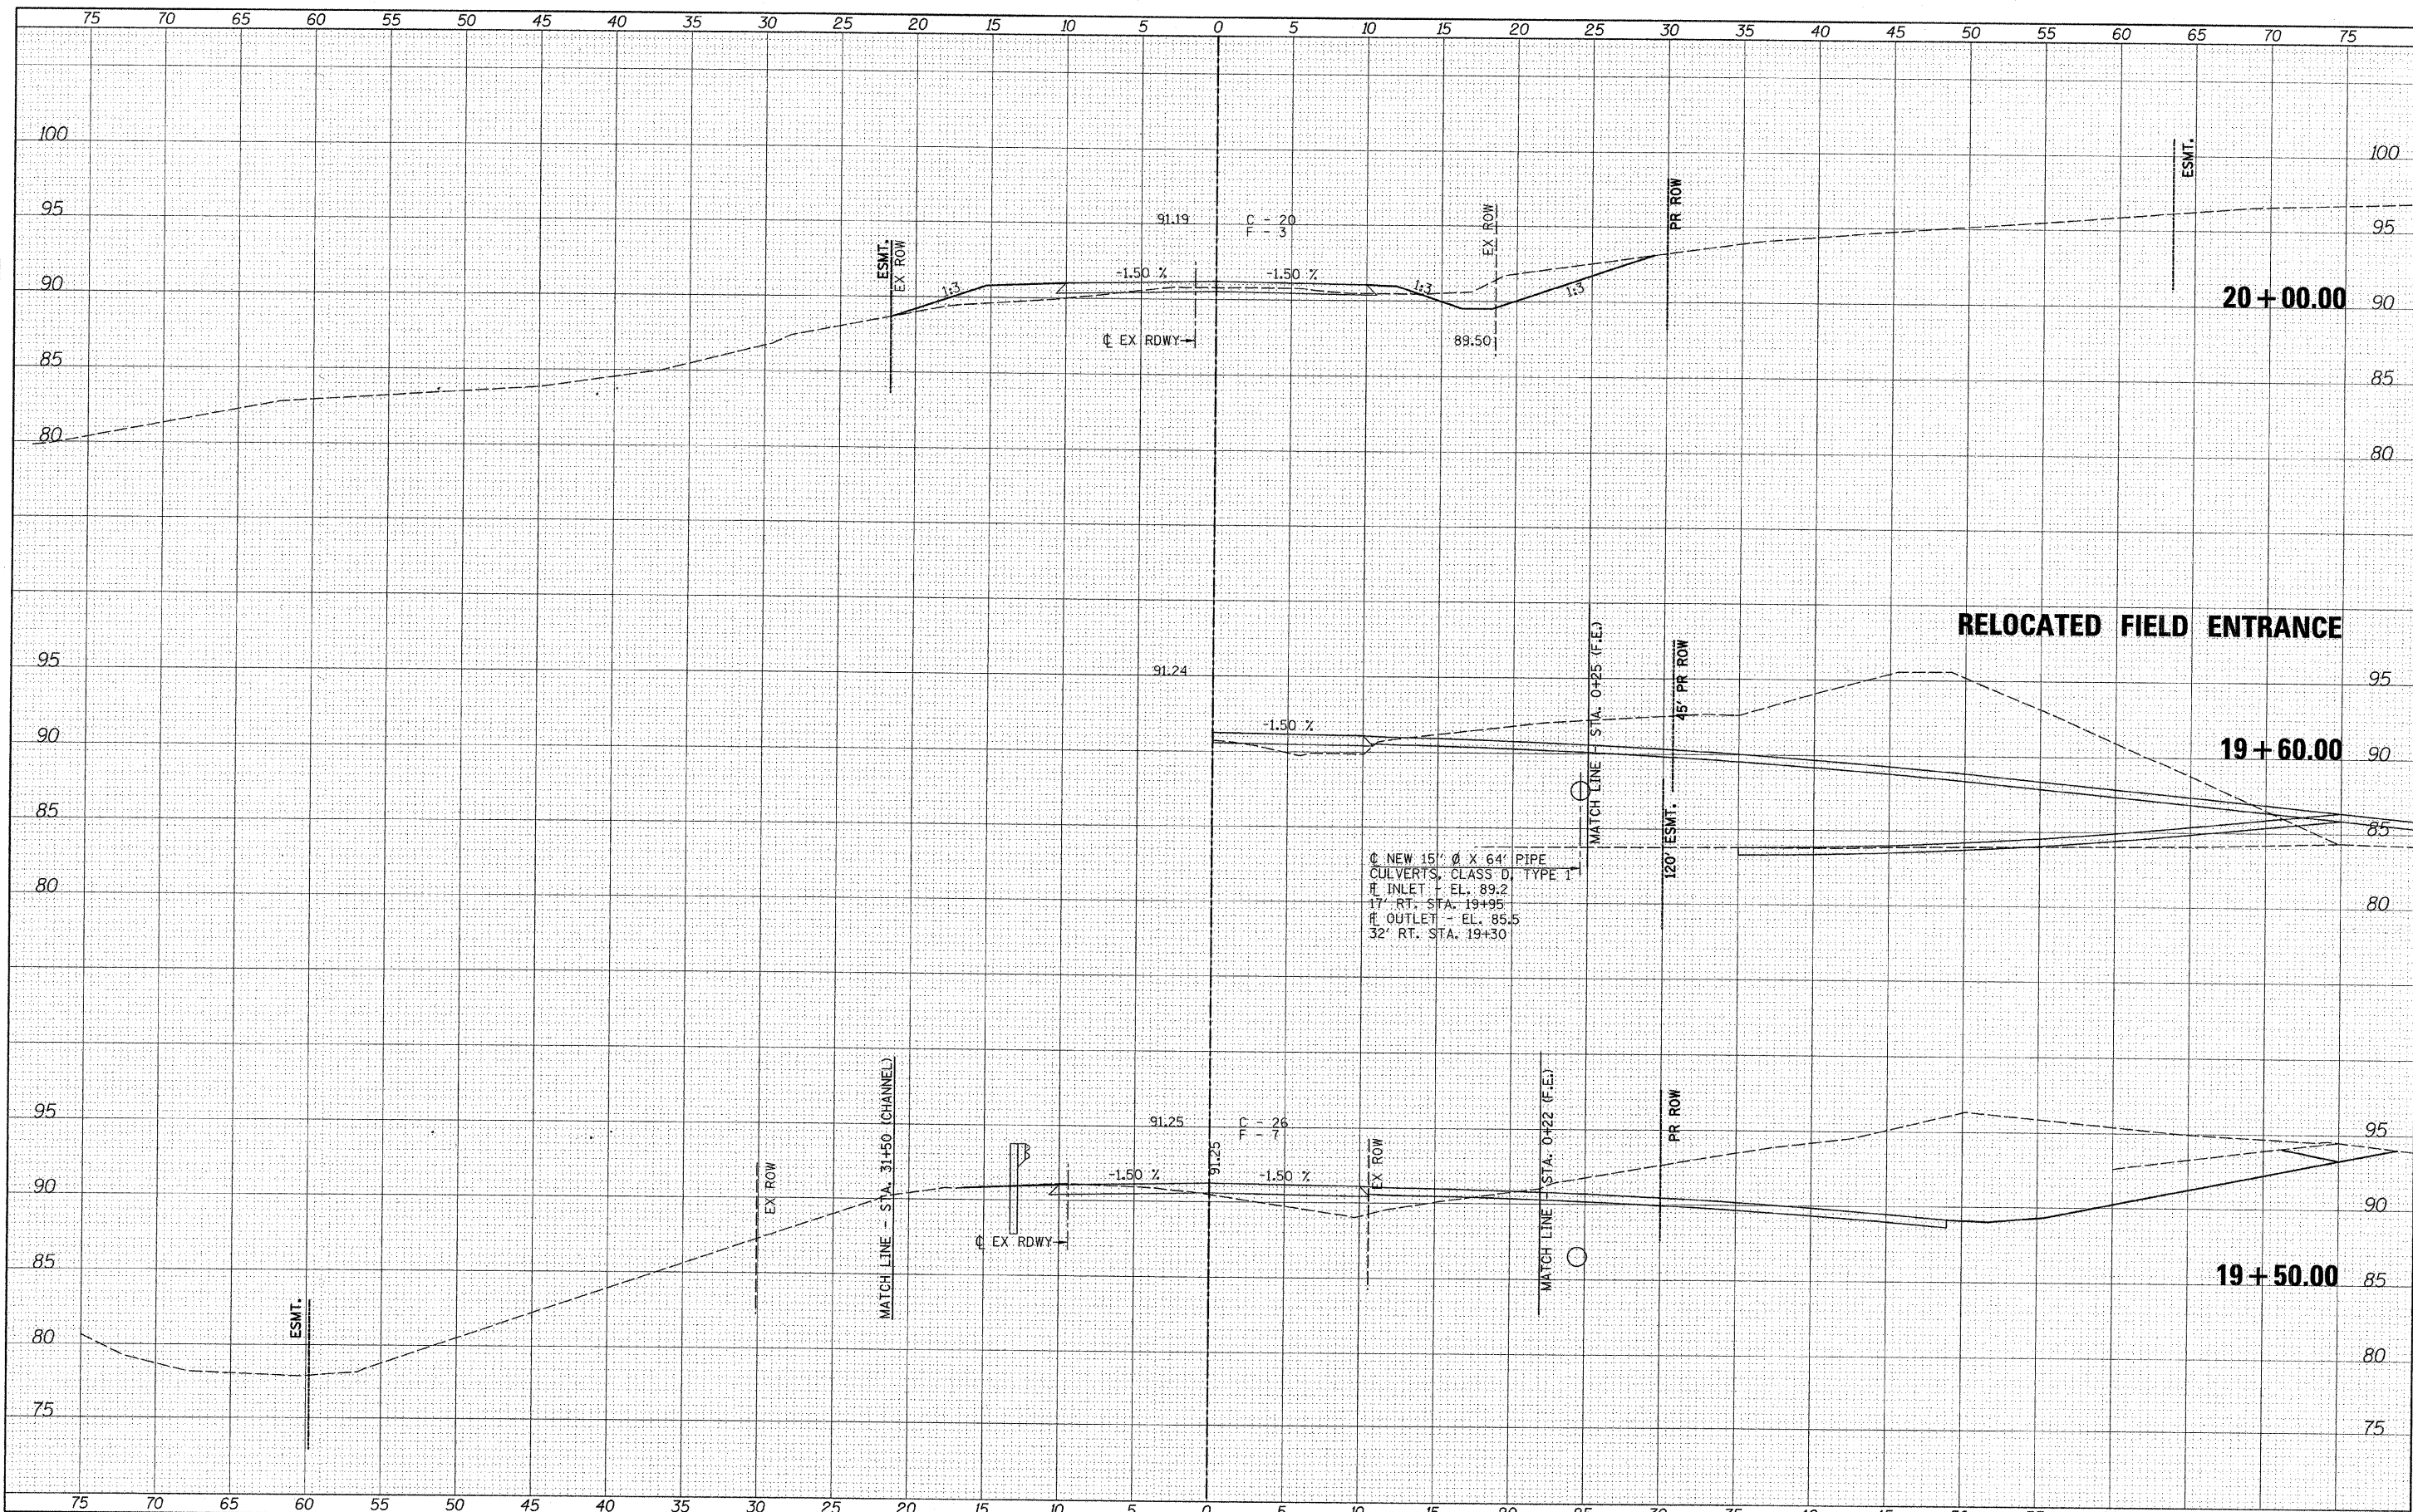 75 70 65 60 55 50 45 40 35 30 25 20 15 10 5 0 5 10 15 20 25 30 35 40 45 50 55 60 65 70 75
100
95
90
85
80
91.19
C - 20
F - 3
-1.50 %
-1.50 %
1:3
1:3
1:3
ESMT.
EX ROW
℄ EX RDWY
89.50
EX ROW
PR ROW
ESMT.
100
95
90
85
80
20 + 00.00
RELOCATED FIELD ENTRANCE
95
90
85
80
91.24
-1.50 %
MATCH LINE - STA. 0+25 (F.E.)
45' PR ROW
120' ESMT.
℄ NEW 15" Ø X 64' PIPE
CULVERTS, CLASS D, TYPE 1
FL INLET - EL. 89.2
17' RT. STA. 19+95
FL OUTLET - EL. 85.5
32' RT. STA. 19+30
95
90
85
80
19 + 60.00
95
90
85
80
75
ESMT.
EX ROW
MATCH LINE - STA. 31+50 (CHANNEL)
91.25
C - 26
F - 7
91.25
-1.50 %
-1.50 %
℄ EX RDWY
EX ROW
MATCH LINE - STA. 0+22 (F.E.)
PR ROW
95
90
85
80
75
19 + 50.00
75 70 65 60 55 50 45 40 35 30 25 20 15 10 5 0 5 10 15 20 25 30 35 40 45 50 55